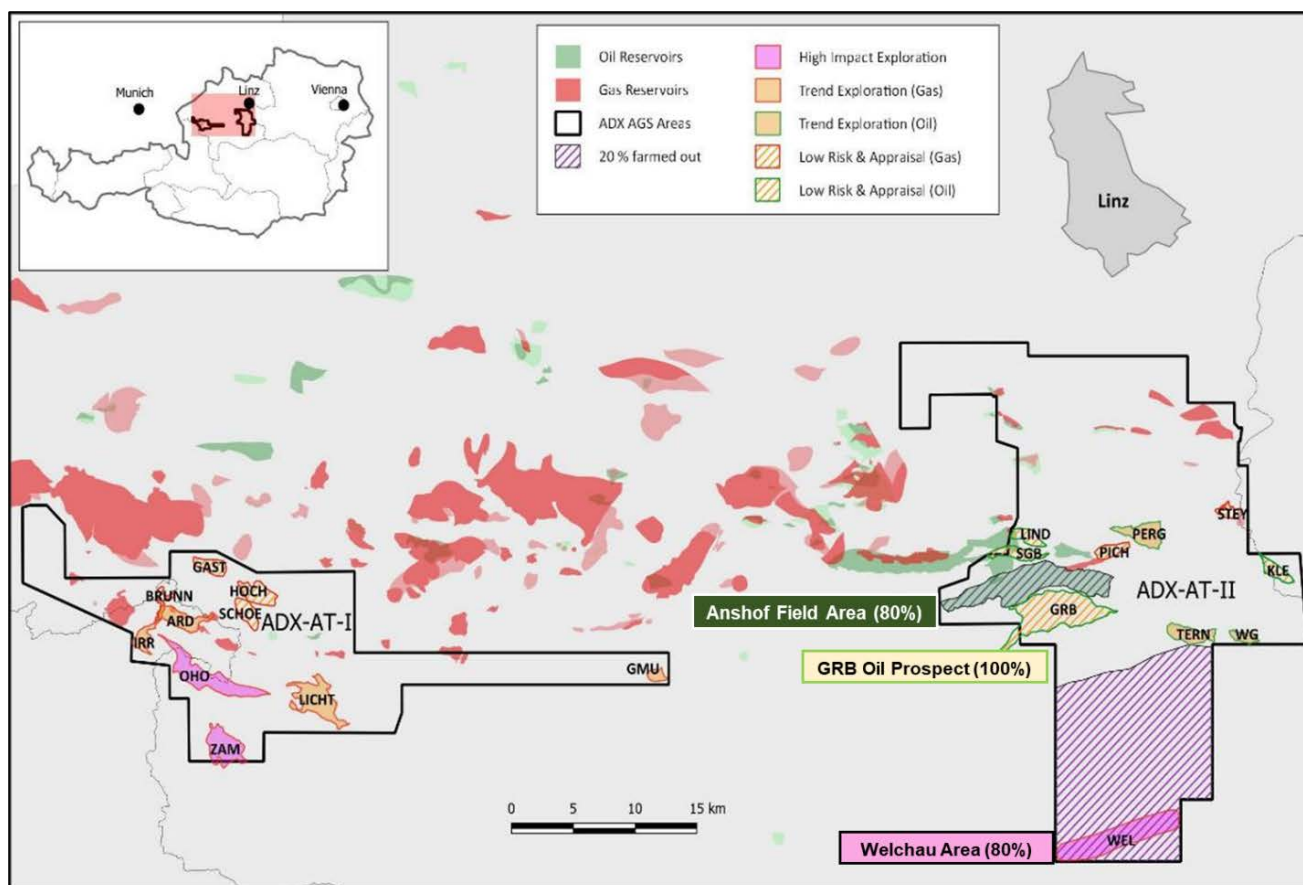 Munich
Linz
Vienna
Oil Reservoirs
Gas Reservoirs
ADX AGS Areas
20 % farmed out
High Impact Exploration
Trend Exploration (Gas)
Trend Exploration (Oil)
Low Risk & Appraisal (Gas)
Low Risk & Appraisal (Oil)
Linz
STEY
LIND
PERG
SGB
PICH
GAST
KLE
BRUNN
HOCH
ADX-AT-II
SCHOE
ARD
ADX-AT-I
Anshof Field Area (80%)
GRB
IRR
TERN
WG
GRB Oil Prospect (100%)
OHO
GMU
LICHT
ZAM
0 5 10 15 km
Welchau Area (80%)
WEL